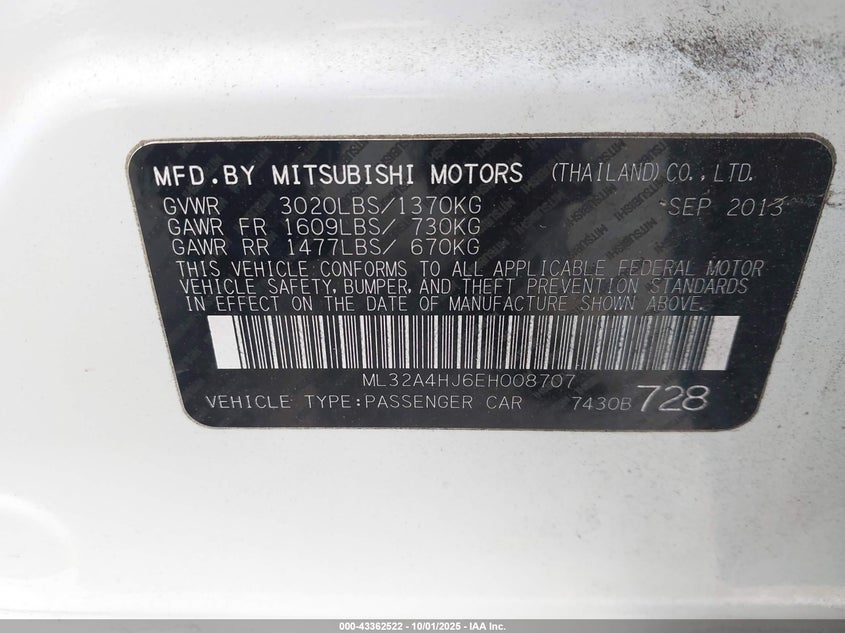 MFD.BY MITSUBISHI MOTORS (THAILAND)CO.,LTD.
GVWR 3020LBS/1370KG SEP 2013
GAWR FR 1609LBS/ 730KG
GAWR RR 1477LBS/ 670KG
THIS VEHICLE CONFORMS TO ALL APPLICABLE FEDERAL MOTOR
VEHICLE SAFETY, BUMPER, AND THEFT PREVENTION STANDARDS
IN EFFECT ON THE DATE OF MANUFACTURE SHOWN ABOVE.
ML32A4HJ6EH008707
VEHICLE TYPE:PASSENGER CAR 7430B 728
000-43362522 - 10/01/2025 - IAA Inc.